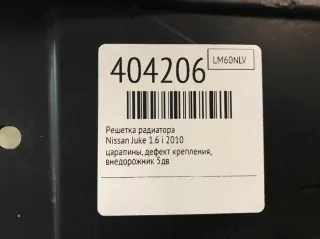 404206 LM60NLV
Решетка радиатора
Nissan Juke 1.6 i 2010
царапины, дефект крепления,
внедорожник 5дв